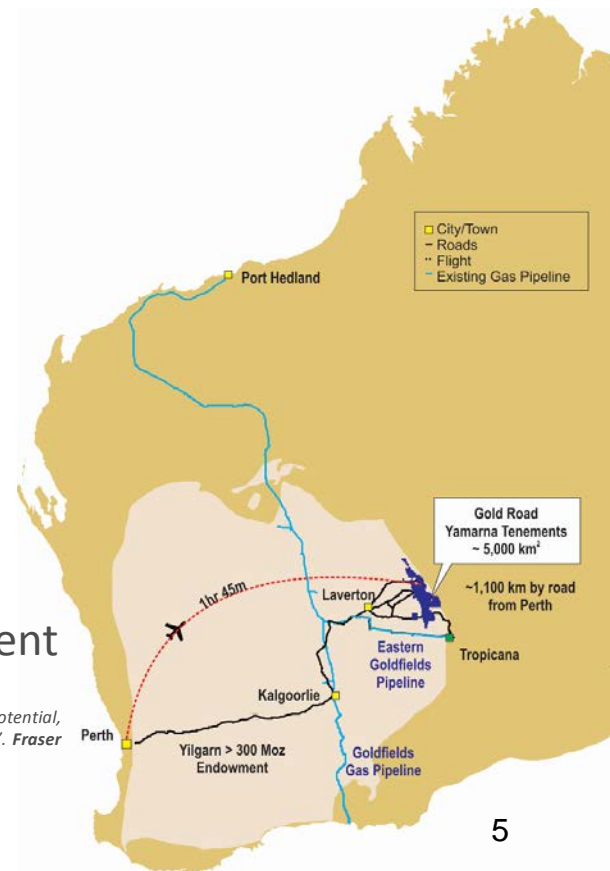 City/Town
Roads
Flight
Existing Gas Pipeline
Port Hedland
Gold Road
Yamarna Tenements
~ 5,000 km²
1hr 45m
Laverton
~1,100 km by road
from Perth
Eastern
Goldfields
Pipeline
Tropicana
Kalgoorlie
Perth
Yilgarn > 300 Moz
Endowment
Goldfields
Gas Pipeline
ent
otential,
. Fraser
5